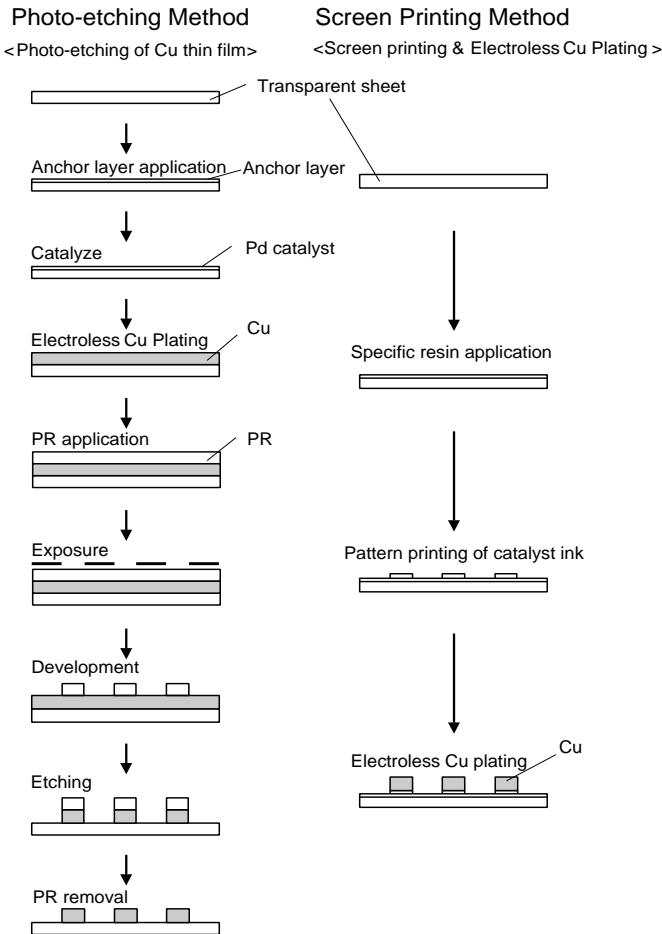 Photo-etching Method
<Photo-etching of Cu thin film>
Anchor layer application
Anchor layer
Catalyze
Pd catalyst
Electroless Cu Plating
Cu
PR application
PR
Exposure
Development
Etching
PR removal
Screen Printing Method
<Screen printing & Electroless Cu Plating >
Transparent sheet
Specific resin application
Pattern printing of catalyst ink
Electroless Cu plating
Cu